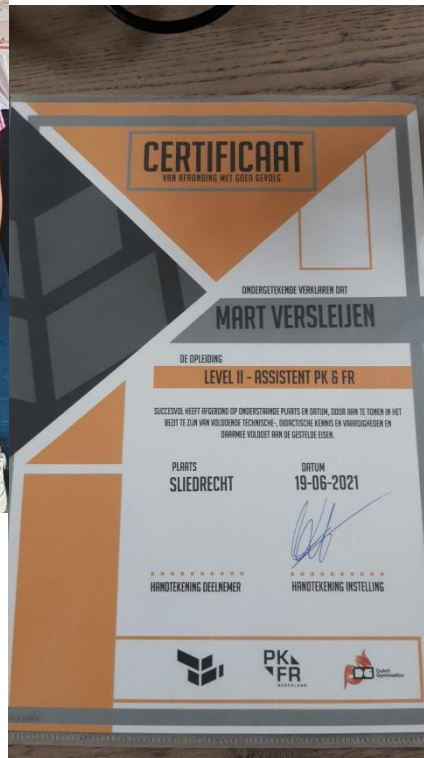 CERTIFICAAT
VAN AFRONDING MET GOED GEVOLG
ONDERGETEKENDE VERKLAREN DAT
MART VERSLEIJEN
DE OPLEIDING
LEVEL II - ASSISTENT PK & FR
SUCCESVOL HEEFT AFGEROND OP ONDERSTAANDE PLAATS EN DATUM, DOOR AAN TE TONEN IN HET
BEZIT TE ZIJN VAN VOLDOENDE TECHNISCHE-, DIDACTISCHE KENNIS EN VAARDIGHEDEN EN
DAARMEE VOLDOET AAN DE GESTELDE EISEN.
PLAATS
SLIEDRECHT
DATUM
19-06-2021
HANDTEKENING DEELNEMER
HANDTEKENING INSTELLING
PK
FR
NEDERLAND
DG
Dutch
Gymnastics